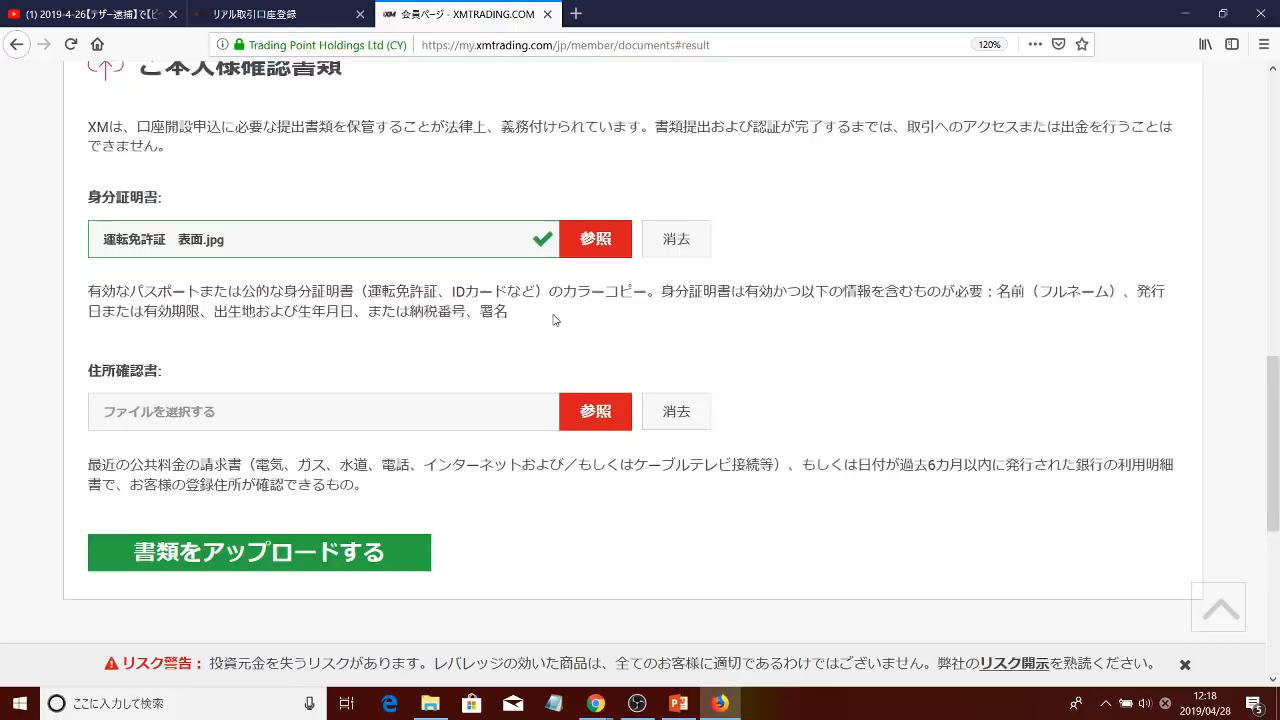 (1) 2019-4-26【テザー逮捕】で【ビ
リアル取引口座登録
XM 会員ページ - XMTRADING.COM
Trading Point Holdings Ltd (CY)
https://my.xmtrading.com/jp/member/documents#result
120%
ご本人様確認書類
XMは、口座開設申込に必要な提出書類を保管することが法律上、義務付けられています。書類提出および認証が完了するまでは、取引へのアクセスまたは出金を行うことは
できません。
身分証明書:
運転免許証 表面.jpg
参照
消去
有効なパスポートまたは公的な身分証明書（運転免許証、IDカードなど）のカラーコピー。身分証明書は有効かつ以下の情報を含むものが必要：名前（フルネーム）、発行
日または有効期限、出生地および生年月日、または納税番号、署名
住所確認書:
ファイルを選択する
参照
消去
最近の公共料金の請求書（電気、ガス、水道、電話、インターネットおよび／もしくはケーブルテレビ接続等）、もしくは日付が過去6カ月以内に発行された銀行の利用明細
書で、お客様の登録住所が確認できるもの。
書類をアップロードする
リスク警告： 投資元金を失うリスクがあります。レバレッジの効いた商品は、全てのお客様に適切であるわけではございません。弊社のリスク開示を熟読ください。
ここに入力して検索
12:18
2019/04/28
5